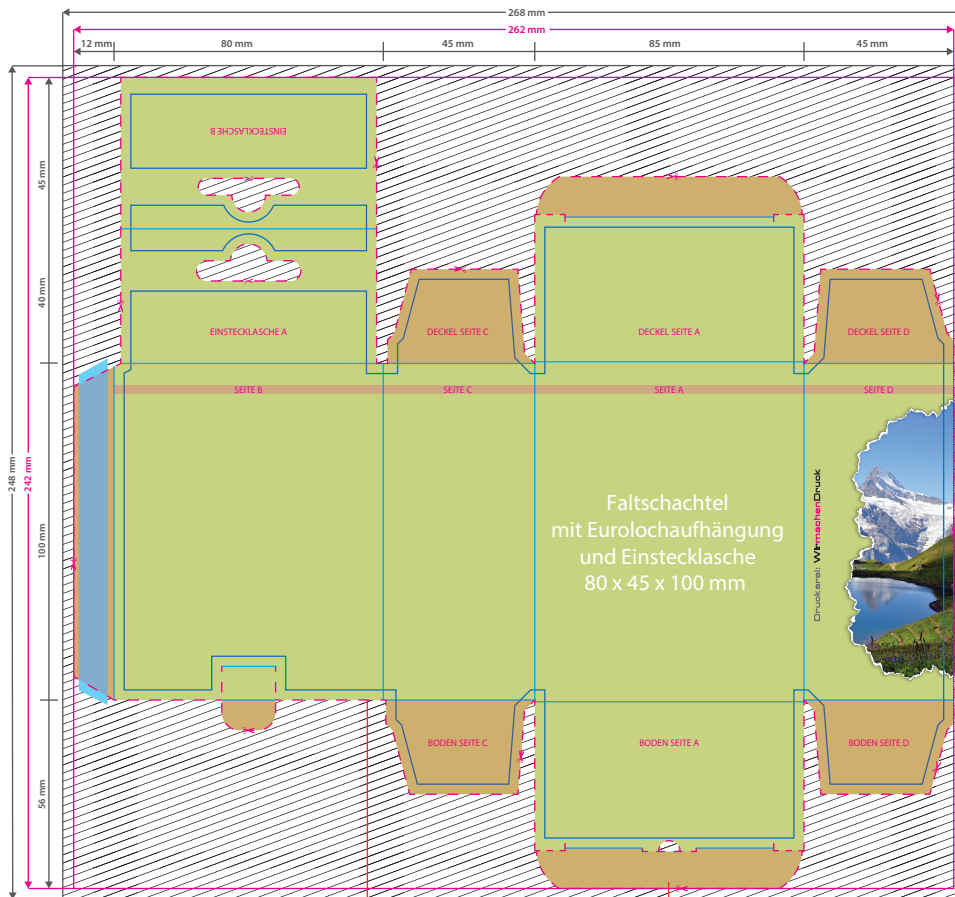 268 mm
262 mm
12 mm
80 mm
45 mm
85 mm
45 mm
EINSTECKLASCHE B
45 mm
40 mm
EINSTECKLASCHE A
DECKEL SEITE C
DECKEL SEITE A
DECKEL SEITE D
SEITE B
SEITE C
SEITE A
SEITE D
248 mm
242 mm
100 mm
Faltschachtel
mit Eurolochaufhängung
und Einstecklasche
80 x 45 x 100 mm
Druckerei: WirmachenDruck
BODEN SEITE C
BODEN SEITE A
BODEN SEITE D
56 mm